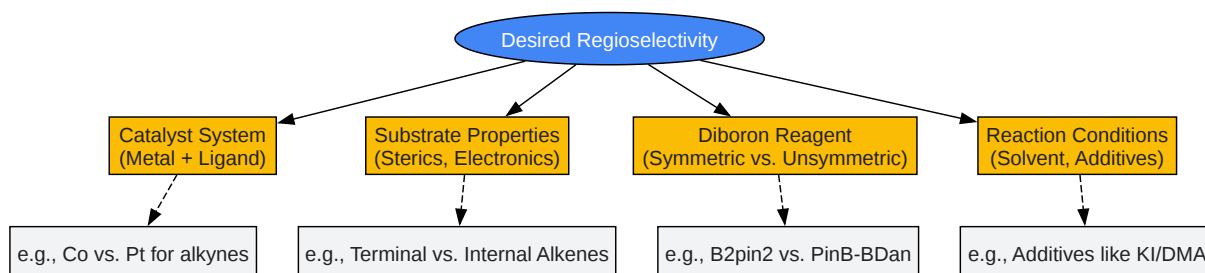 Desired Regioselectivity
Catalyst System
(Metal + Ligand)
Substrate Properties
(Sterics, Electronics)
Diboron Reagent
(Symmetric vs. Unsymmetric)
Reaction Conditions
(Solvent, Additives)
e.g., Co vs. Pt for alkynes
e.g., Terminal vs. Internal Alkenes
e.g., B2pin2 vs. PinB-BDan
e.g., Additives like KI/DMA